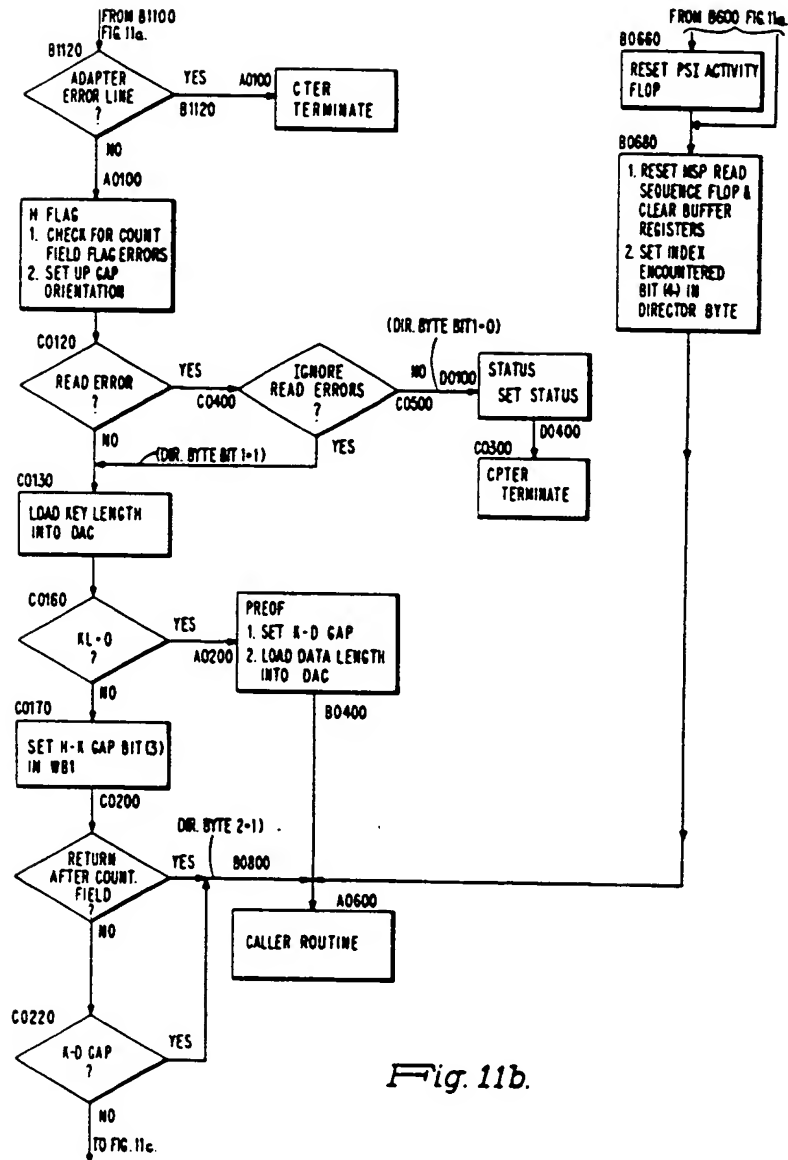 FROM B1100
FIG. 11a.
B1120
ADAPTER
ERROR LINE
?
YES
A0100
B1120
CTER
TERMINATE
NO
A0100
H FLAG
1. CHECK FOR COUNT
FIELD FLAG ERRORS
2. SET UP GAP
ORIENTATION
C0120
READ ERROR
?
YES
C0400
IGNORE
READ ERRORS
?
(DIR. BYTE BIT 1=0)
NO
D0100
C0500
STATUS
SET STATUS
D0400
C0300
CPTER
TERMINATE
NO
YES
(DIR. BYTE BIT 1=1)
C0130
LOAD KEY LENGTH
INTO DAC
C0160
KL=0
?
YES
A0200
PREOF
1. SET K-D GAP
2. LOAD DATA LENGTH
INTO DAC
B0400
NO
C0170
SET H-K GAP BIT(3)
IN WB1
C0200
RETURN
AFTER COUNT.
FIELD
?
DIR. BYTE 2=1)
YES
B0800
A0600
CALLER ROUTINE
NO
C0220
K-D GAP
?
YES
NO
TO FIG. 11c.
FROM B600 FIG. 11a.
B0660
RESET PSI ACTIVITY
FLOP
B0680
1. RESET MSP READ
SEQUENCE FLOP &
CLEAR BUFFER
REGISTERS
2. SET INDEX
ENCOUNTERED
BIT (4) IN
DIRECTOR BYTE
Fig. 11b.